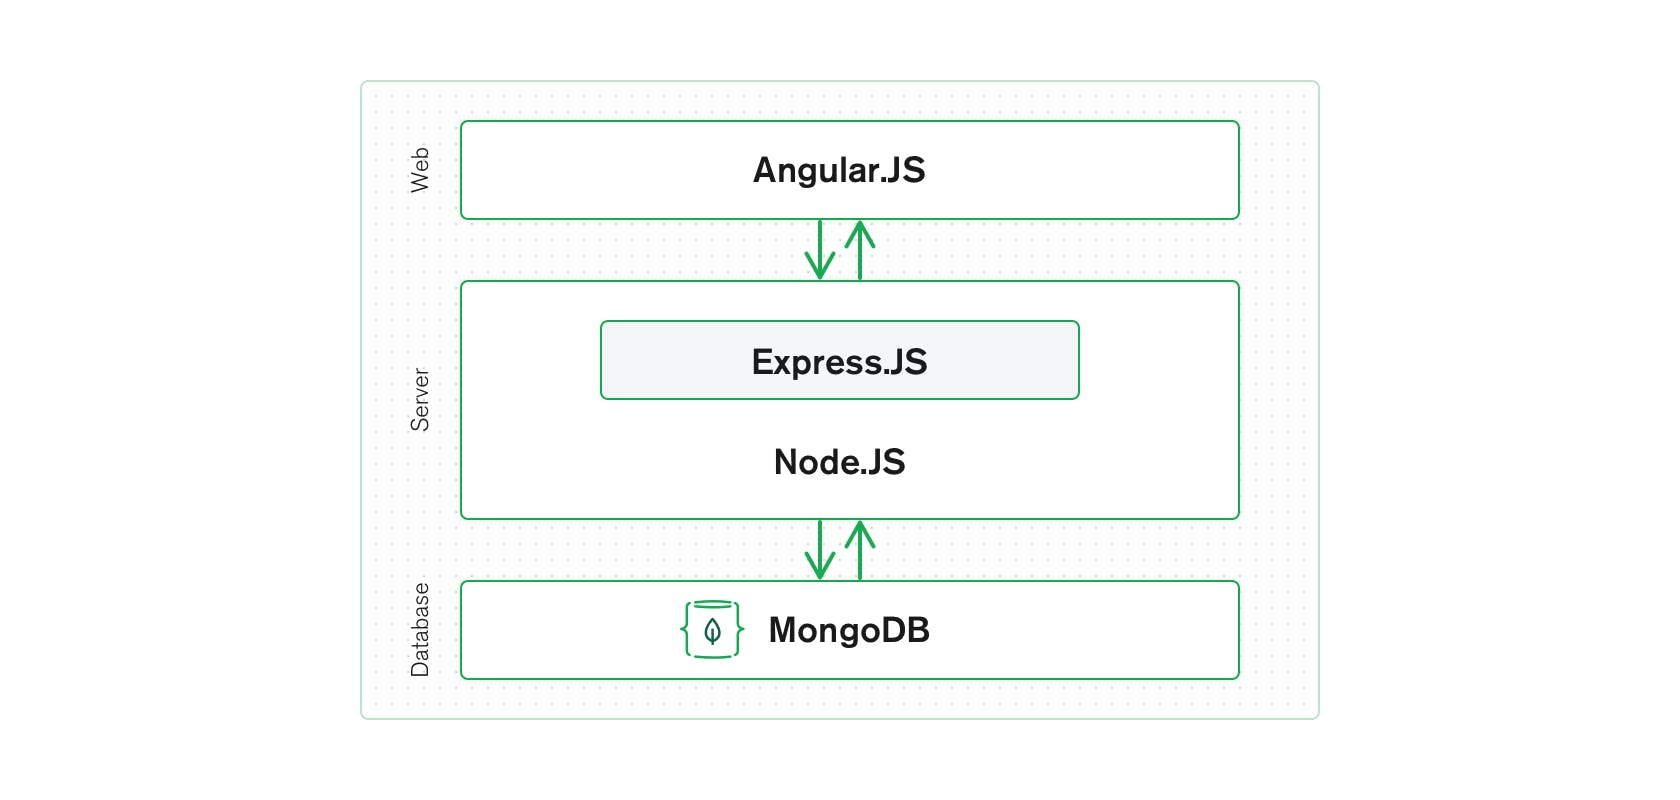 Web
Angular.JS
Server
Express.JS
Node.JS
Database
MongoDB